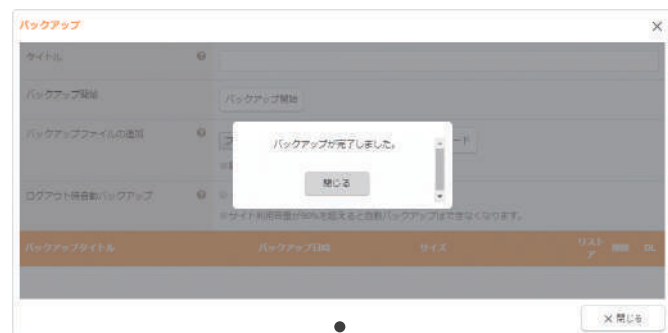 バックアップ
タイトル
バックアップ開始
バックアップ開始
バックアップファイルの追加
バックアップが完了しました。
閉じる
ログアウト時自動バックアップ
※サイト利用容量が90%を超えると自動バックアップはできなくなります。
バックアップタイトル バックアップ日時 サイズ リストア DL
× 閉じる